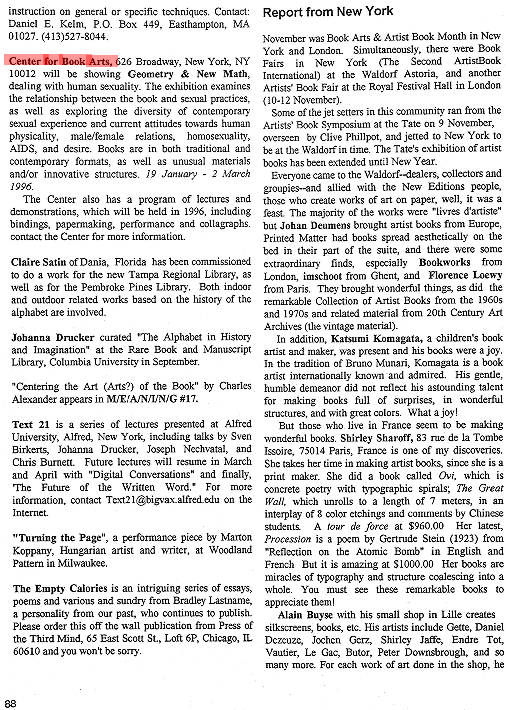 instruction on general or specific techniques. Contact:
Daniel E. Kelm, P.O. Box 449, Easthampton, MA
01027. (413)527-8044.
Center for Book Arts, 626 Broadway, New York, NY
10012 will be showing Geometry & New Math,
dealing with human sexuality. The exhibition examines
the relationship between the book and sexual practices,
as well as exploring the diversity of contemporary
sexual experience and current attitudes towards human
physicality, male/female relations, homosexuality,
AIDS, and desire. Books are in both traditional and
contemporary formats, as well as unusual materials
and/or innovative structures. 19 January - 2 March
1996.
The Center also has a program of lectures and
demonstrations, which will be held in 1996, including
bindings, papermaking, performance and collagraphs.
contact the Center for more information.
Claire Satin of Dania, Florida has been commissioned
to do a work for the new Tampa Regional Library, as
well as for the Pembroke Pines Library. Both indoor
and outdoor related works based on the history of the
alphabet are involved.
Johanna Drucker curated "The Alphabet in History
and Imagination" at the Rare Book and Manuscript
Library, Columbia University in September.
"Centering the Art (Arts?) of the Book" by Charles
Alexander appears in M/E/A/N/I/N/G #17.
Text 21 is a series of lectures presented at Alfred
University, Alfred, New York, including talks by Sven
Birkerts, Johanna Drucker, Joseph Nechvatal, and
Chris Burnett. Future lectures will resume in March
and April with "Digital Conversations" and finally,
"The Future of the Written Word." For more
information, contact Text21@bigvax.alfred.edu on the
Internet.
"Turning the Page", a performance piece by Marton
Koppany, Hungarian artist and writer, at Woodland
Pattern in Milwaukee.
The Empty Calories is an intriguing series of essays,
poems and various and sundry from Bradley Lastname,
a personality from our past, who continues to publish.
Please order this off the wall publication from Press of
the Third Mind, 65 East Scott St., Loft 6P, Chicago, IL
60610 and you won't be sorry.
Report from New York
November was Book Arts & Artist Book Month in New
York and London. Simultaneously, there were Book
Fairs in New York (The Second ArtistBook
International) at the Waldorf Astoria, and another
Artists' Book Fair at the Royal Festival Hall in London
(10-12 November).
Some of the jet setters in this community ran from the
Artists' Book Symposium at the Tate on 9 November,
overseen by Clive Phillpot, and jetted to New York to
be at the Waldorf in time. The Tate's exhibition of artist
books has been extended until New Year.
Everyone came to the Waldorf--dealers, collectors and
groupies--and allied with the New Editions people,
those who create works of art on paper, well, it was a
feast. The majority of the works were "livres d'artiste"
but Johan Deumens brought artist books from Europe,
Printed Matter had books spread aesthetically on the
bed in their part of the suite, and there were some
extraordinary finds, especially Bookworks from
London, imschoot from Ghent, and Florence Loewy
from Paris. They brought wonderful things, as did the
remarkable Collection of Artist Books from the 1960s
and 1970s and related material from 20th Century Art
Archives (the vintage material).
In addition, Katsumi Komagata, a children's book
artist and maker, was present and his books were a joy.
In the tradition of Bruno Munari, Komagata is a book
artist internationally known and admired. His gentle,
humble demeanor did not reflect his astounding talent
for making books full of surprises, in wonderful
structures, and with great colors. What a joy!
But those who live in France seem to be making
wonderful books. Shirley Sharoff, 83 rue de la Tombe
Issoire, 75014 Paris, France is one of my discoveries.
She takes her time in making artist books, since she is a
print maker. She did a book called Ovi, which is
concrete poetry with typographic spirals; The Great
Wall, which unrolls to a length of 7 meters, in an
interplay of 8 color etchings and comments by Chinese
students. A tour de force at $960.00 Her latest,
Procession is a poem by Gertrude Stein (1923) from
"Reflection on the Atomic Bomb" in English and
French But it is amazing at $1000.00 Her books are
miracles of typography and structure coalescing into a
whole. You must see these remarkable books to
appreciate them!
Alain Buyse with his small shop in Lille creates
silkscreens, books, etc. His artists include Gette, Daniel
Dezeuze, Jochen Gerz, Shirley Jaffe, Endre Tot,
Vautier, Le Gac, Butor, Peter Downsbrough, and so
many more. For each work of art done in the shop, he
88